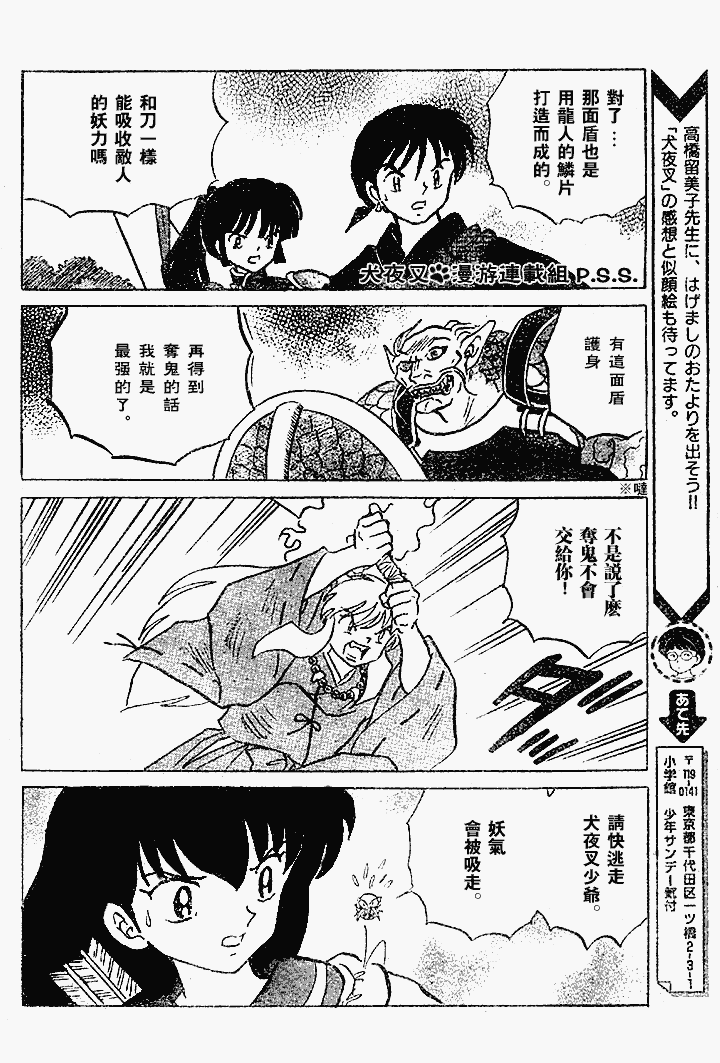 對了…
那面盾也是
用龍人的鱗片
打造而成的。
和刀一樣
能吸收敵人
的妖力嗎
犬夜叉漫游連載組 P.S.S.
有這面盾
護身
再得到
奪鬼的話
我就是
最强的了。
※噠
不是説了麽
奪鬼不會
交給你！
ダッ
請快逃走
犬夜叉少爺。
妖氣
會被吸走。
高橋留美子先生に、はげましのおたよりを出そう!!
「犬夜叉」の感想と似顔絵も待ってます。
あて先
〒119-0141 東京都千代田区一ツ橋2-3-1
小学館 少年サンデー気付